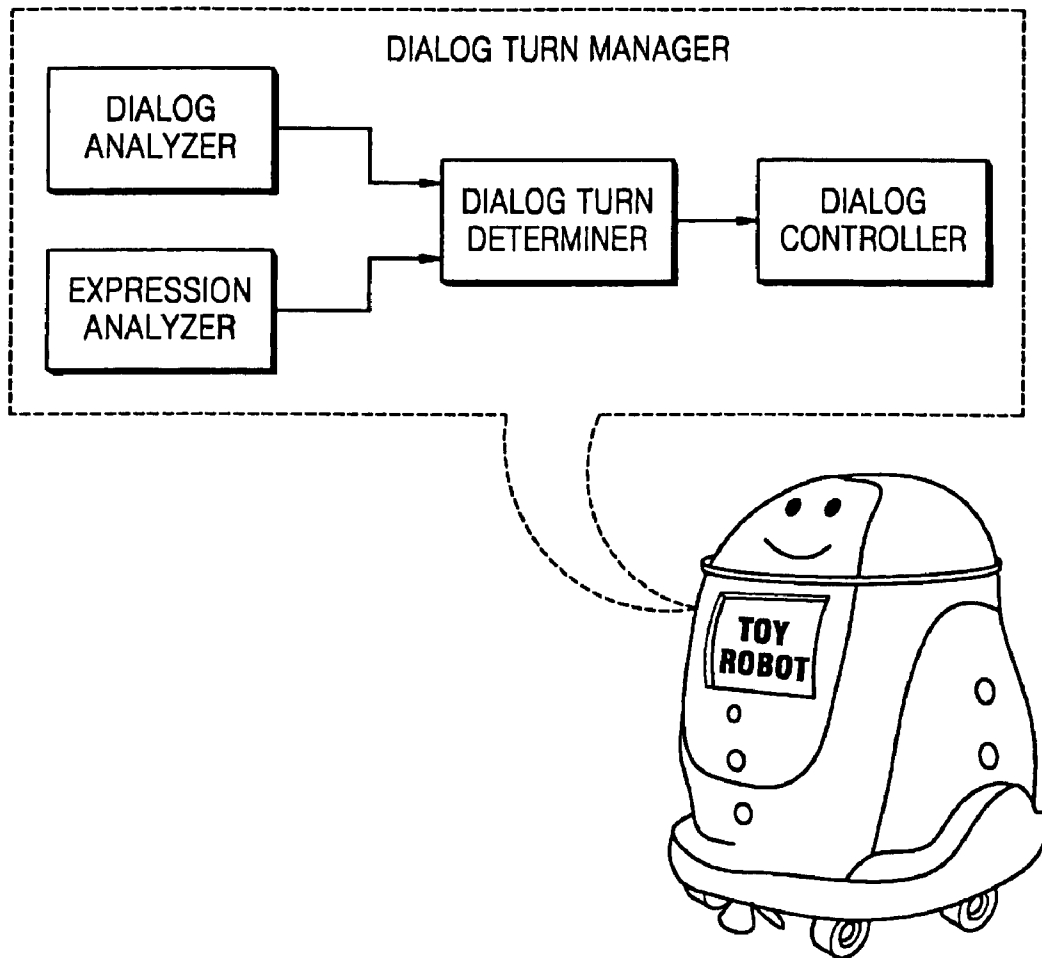 DIALOG TURN MANAGER
DIALOG
ANALYZER
EXPRESSION
ANALYZER
DIALOG TURN
DETERMINER
DIALOG
CONTROLLER
TOY
ROBOT